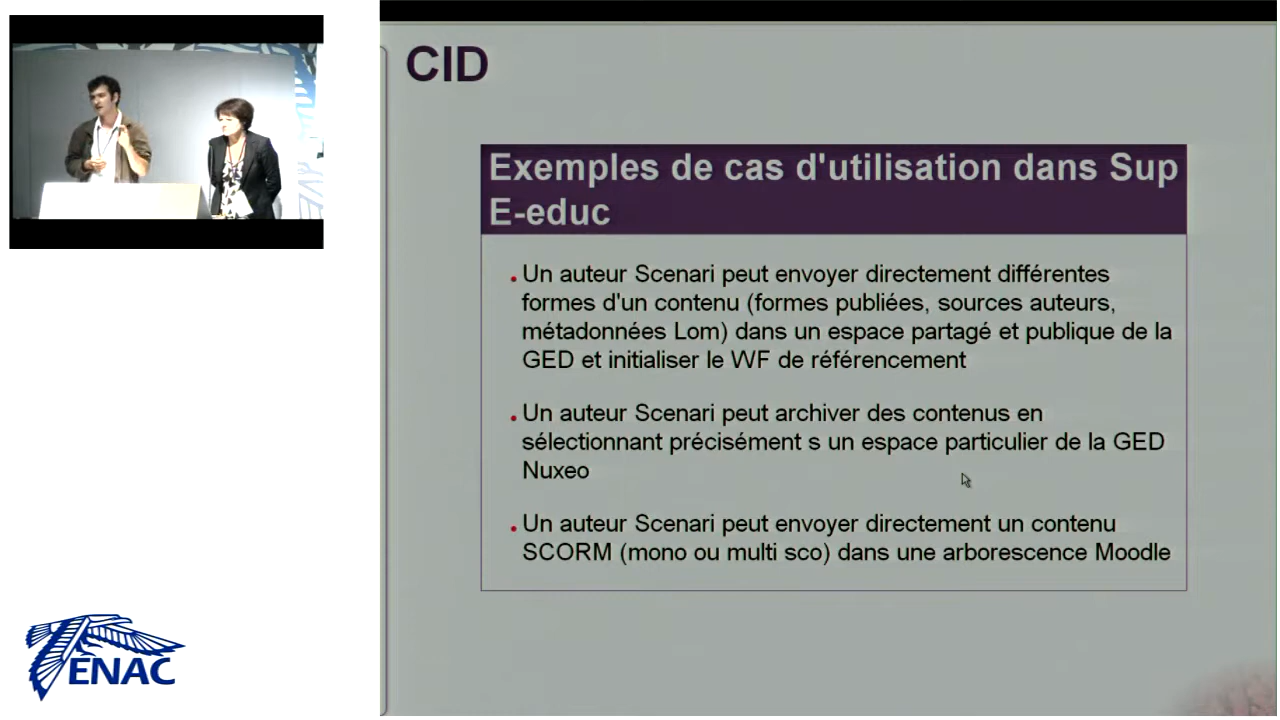 CID
Exemples de cas d'utilisation dans Sup
E-educ
Un auteur Scenari peut envoyer directement différentes
formes d'un contenu (formes publiées, sources auteurs,
métadonnées Lom) dans un espace partagé et publique de la
GED et initialiser le WF de référencement
Un auteur Scenari peut archiver des contenus en
sélectionnant précisément s un espace particulier de la GED
Nuxeo
Un auteur Scenari peut envoyer directement un contenu
SCORM (mono ou multi sco) dans une arborescence Moodle
ENAC